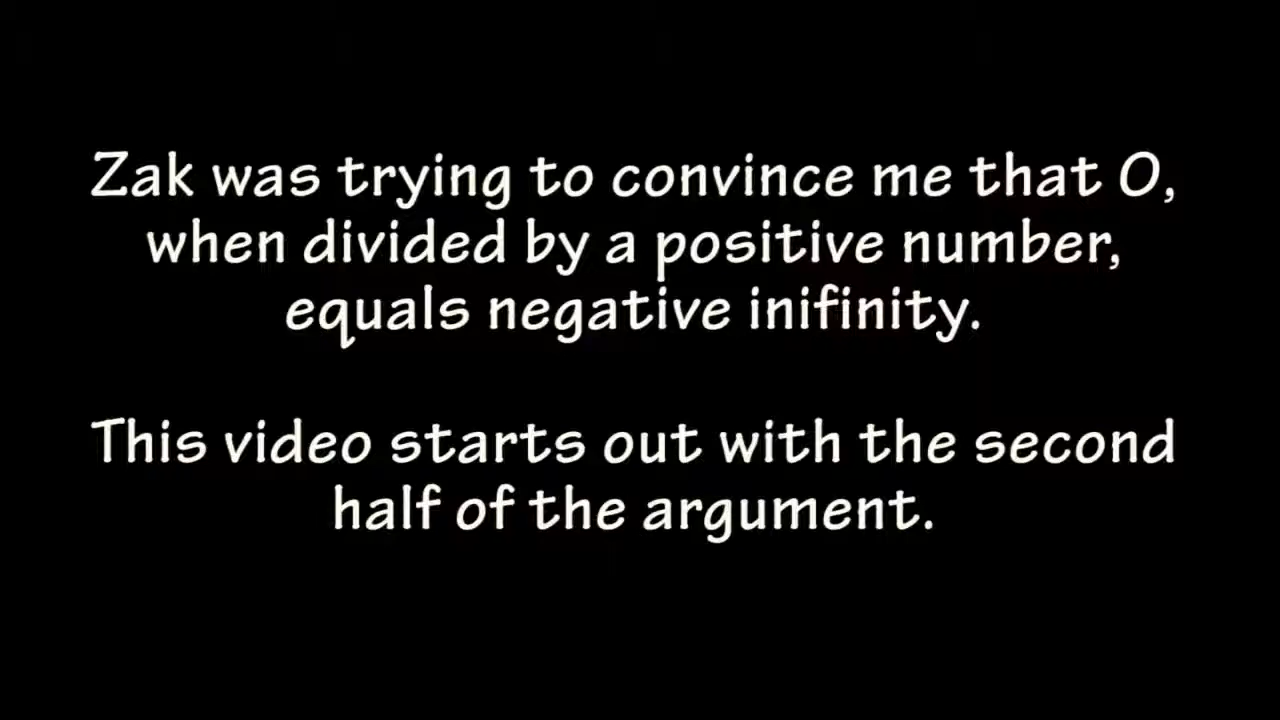 Zak was trying to convince me that 0,
when divided by a positive number,
equals negative inifinity.
This video starts out with the second
half of the argument.